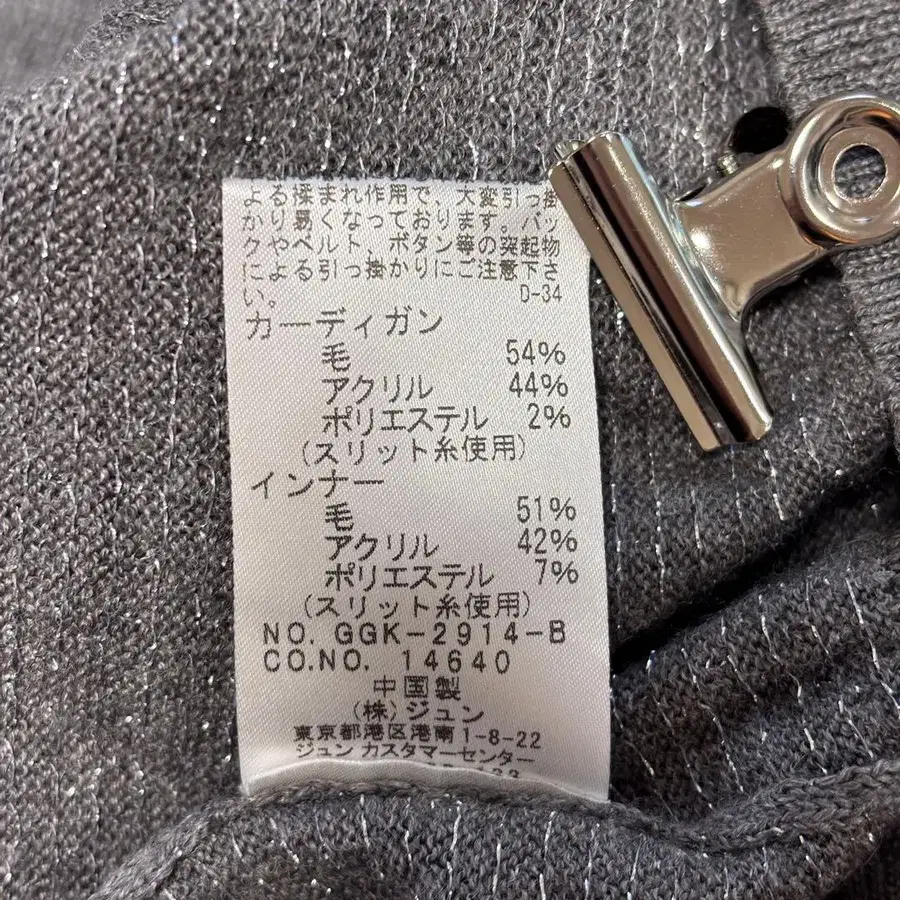 よる揉まれ作用で、大変引っ掛
かり易くなっております。バッ
クやベルト、ボタン等の突起物
による引っ掛かりにご注意下さ
い。 D-34
カーディガン
毛 54%
アクリル 44%
ポリエステル 2%
(スリット糸使用)
インナー
毛 51%
アクリル 42%
ポリエステル 7%
(スリット糸使用)
NO. GGK-2914-B
CO.NO. 14640
中国製
(株)ジュン
東京都港区港南1-8-22
ジュン カスタマーセンター